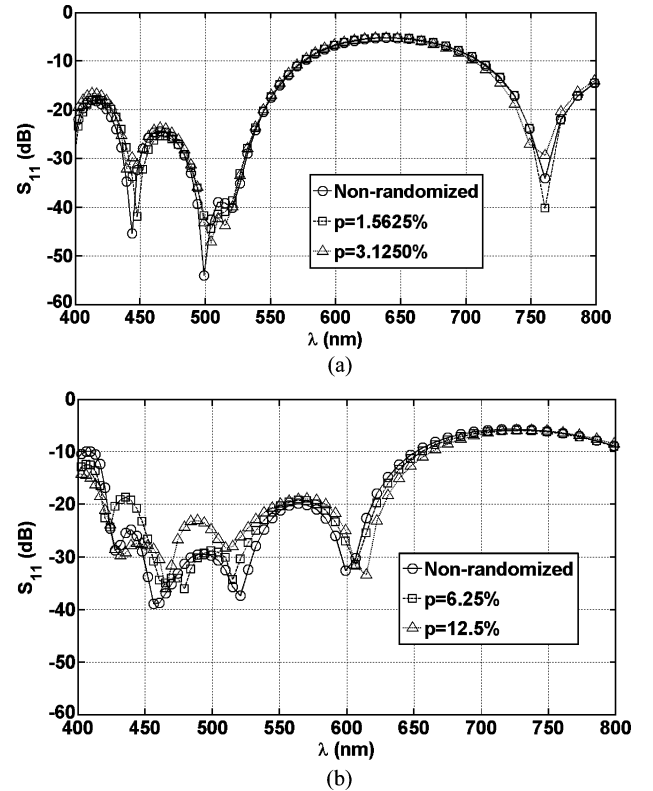 0
-10
-20
-30
-40
-50
-60
S11 (dB)
Non-randomized
p=1.5625%
p=3.1250%
400 450 500 550 600 650 700 750 800
λ (nm)
(a)
0
-10
-20
-30
-40
-50
-60
S11 (dB)
Non-randomized
p=6.25%
p=12.5%
400 450 500 550 600 650 700 750 800
λ (nm)
(b)